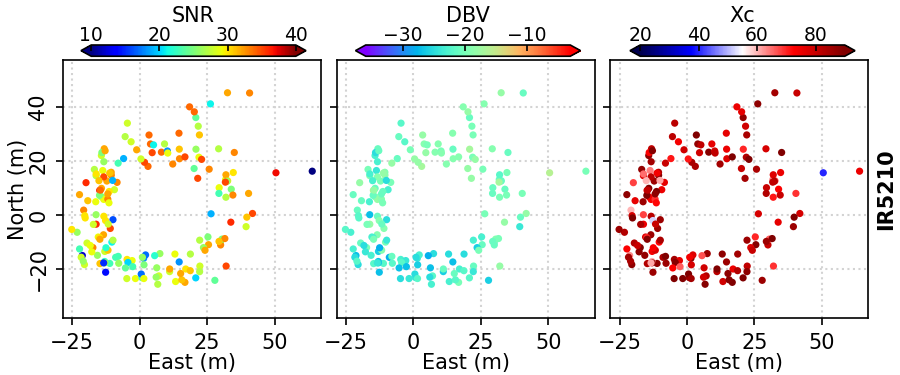 SNR DBV Xc
10 20 30 40 −30 −20 −10 20 40 60 80
40
20
0
−20
North (m)
IR5210
−25 0 25 50 −25 0 25 50 −25 0 25 50
East (m) East (m) East (m)